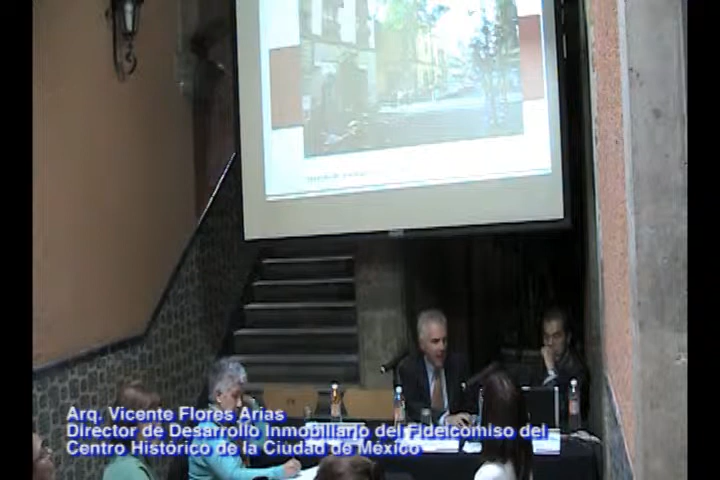 Arq. Vicente Flores Arias
Director de Desarrollo Inmobiliario del Fideicomiso del
Centro Histórico de la Ciudad de México